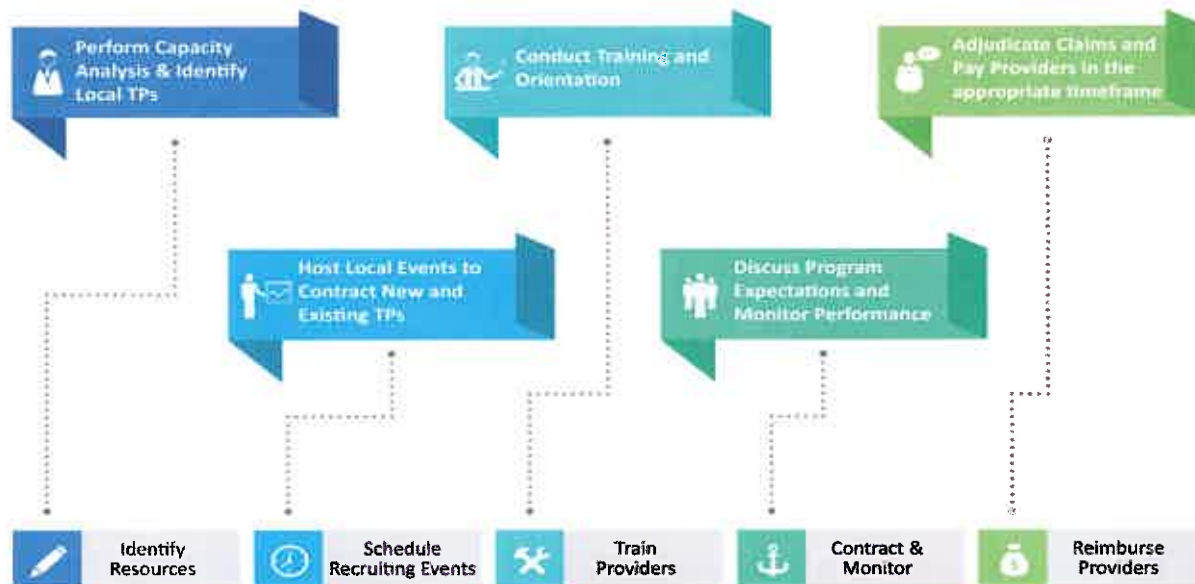 Perform Capacity
Analysis & Identify
Local TPs
Conduct Training and
Orientation
Adjudicate Claims and
Pay Providers in the
appropriate timeframe
Host Local Events to
Contract New and
Existing TPs
Discuss Program
Expectations and
Monitor Performance
Identify
Resources
Schedule
Recruiting Events
Train
Providers
Contract &
Monitor
$
Reimburse
Providers